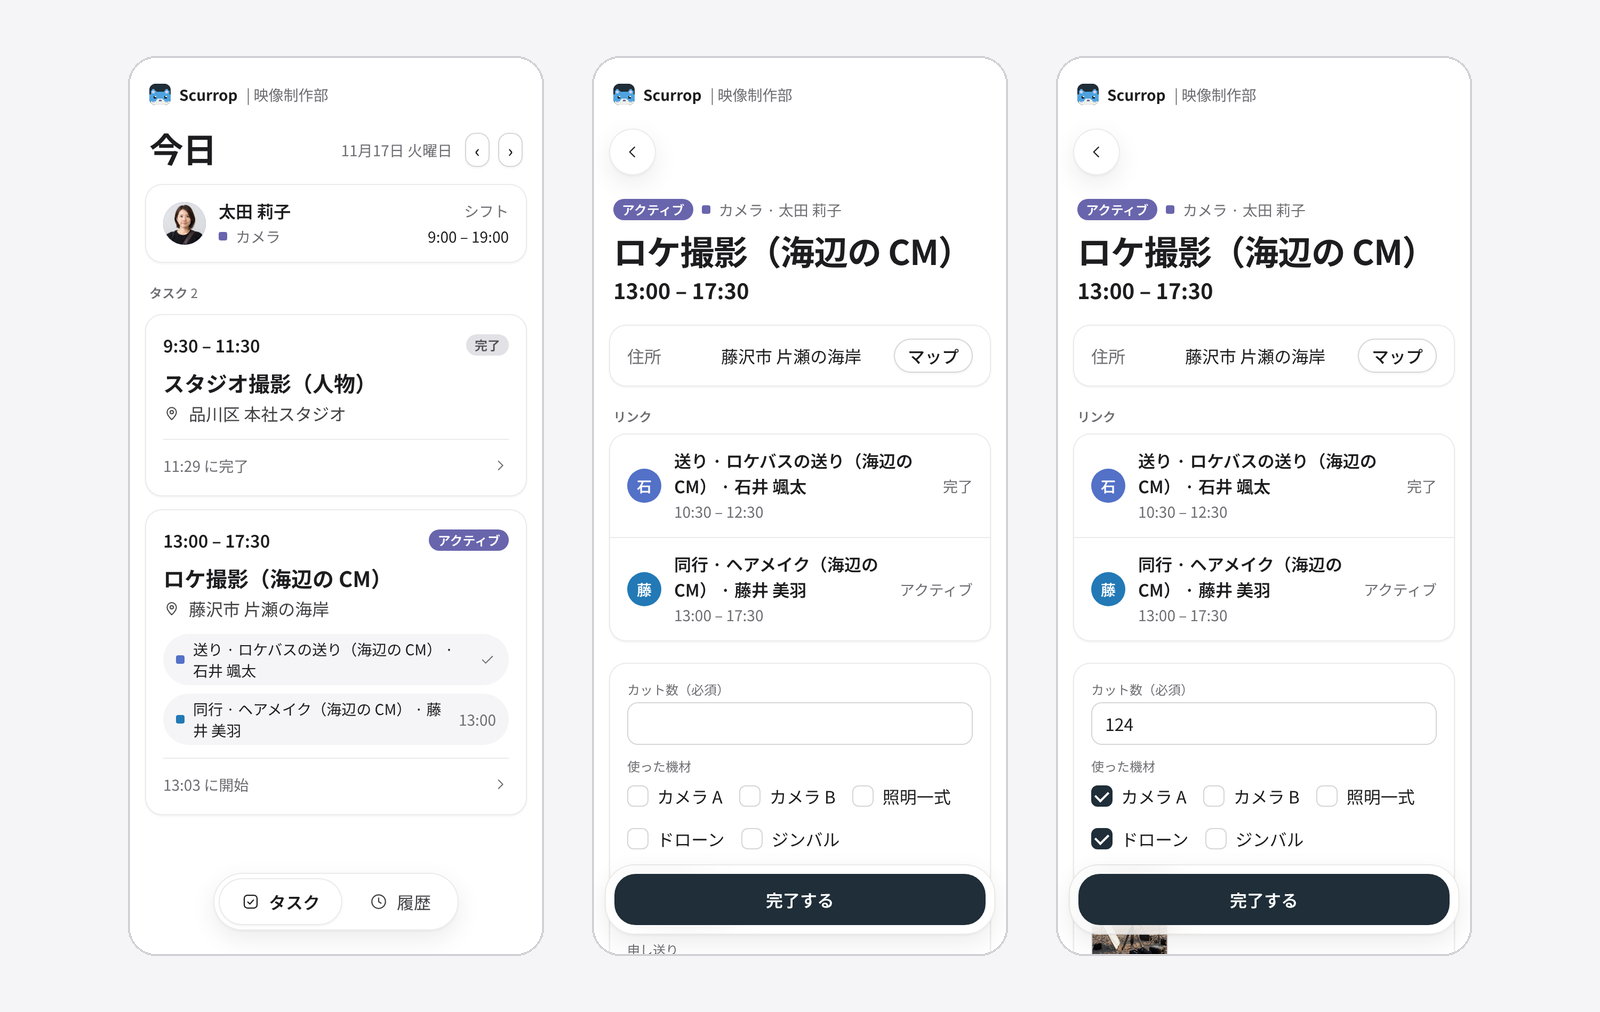 Scurrop | 映像制作部
今日
11月17日 火曜日
太田 莉子
シフト
カメラ
9:00 – 19:00
タスク 2
9:30 – 11:30
完了
スタジオ撮影（人物）
品川区 本社スタジオ
11:29 に完了
13:00 – 17:30
アクティブ
ロケ撮影（海辺の CM）
藤沢市 片瀬の海岸
送り · ロケバスの送り（海辺の CM） ·
石井 颯太
同行 · ヘアメイク（海辺の CM） · 藤
井 美羽
13:00
13:03 に開始
タスク
履歴
Scurrop | 映像制作部
アクティブ
カメラ · 太田 莉子
ロケ撮影（海辺の CM）
13:00 – 17:30
住所
藤沢市 片瀬の海岸
マップ
リンク
石
送り · ロケバスの送り（海辺の
CM） · 石井 颯太
完了
10:30 – 12:30
藤
同行 · ヘアメイク（海辺の
CM） · 藤井 美羽
アクティブ
13:00 – 17:30
カット数（必須）
使った機材
カメラ A
カメラ B
照明一式
ドローン
ジンバル
完了する
申し送り
Scurrop | 映像制作部
アクティブ
カメラ · 太田 莉子
ロケ撮影（海辺の CM）
13:00 – 17:30
住所
藤沢市 片瀬の海岸
マップ
リンク
石
送り · ロケバスの送り（海辺の
CM） · 石井 颯太
完了
10:30 – 12:30
藤
同行 · ヘアメイク（海辺の
CM） · 藤井 美羽
アクティブ
13:00 – 17:30
カット数（必須）
124
使った機材
カメラ A
カメラ B
照明一式
ドローン
ジンバル
完了する